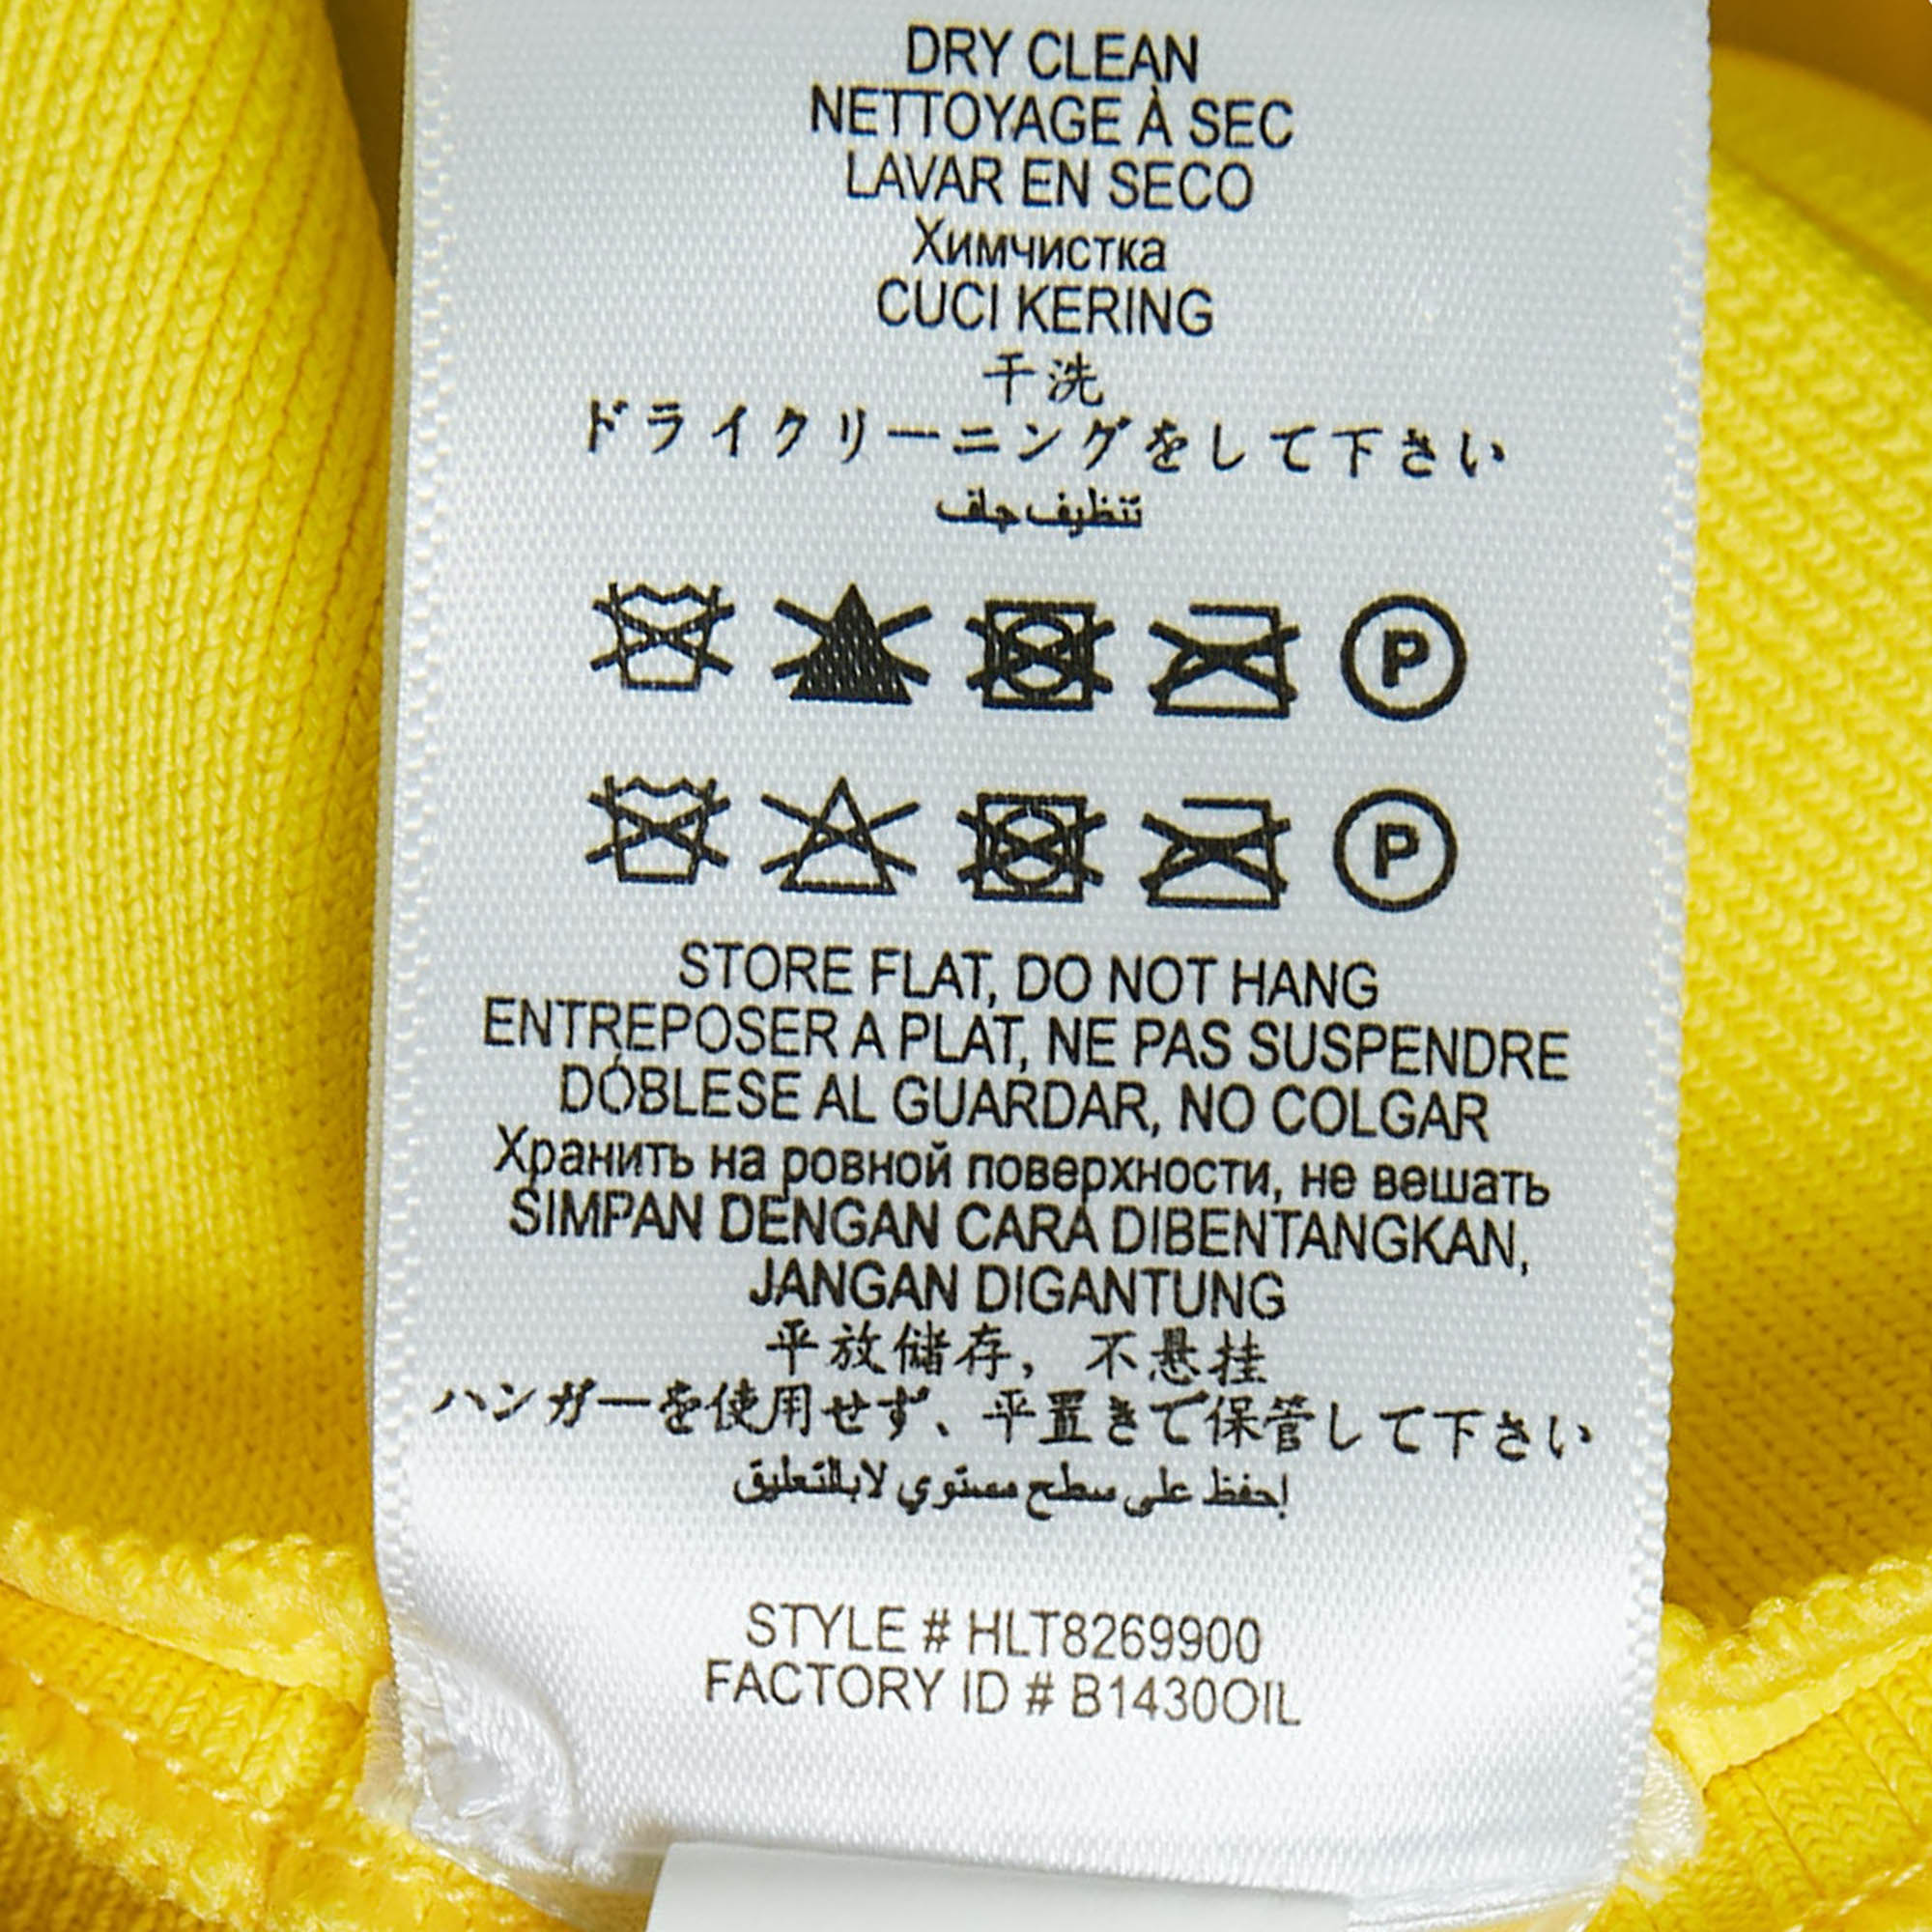 DRY CLEAN
NETTOYAGE À SEC
LAVAR EN SECO
Химчистка
CUCI KERING
干洗
ドライクリーニングをして下さい
تنظيف جاف
P
P
STORE FLAT, DO NOT HANG
ENTREPOSER A PLAT, NE PAS SUSPENDRE
DÓBLESE AL GUARDAR, NO COLGAR
Хранить на ровной поверхности, не вешать
SIMPAN DENGAN CARA DIBENTANGKAN,
JANGAN DIGANTUNG
平放储存，不悬挂
ハンガーを使用せず、平置きで保管して下さい
إحفظ على سطح مستوي لابالتعليق
STYLE # HLT8269900
FACTORY ID # B1430OIL